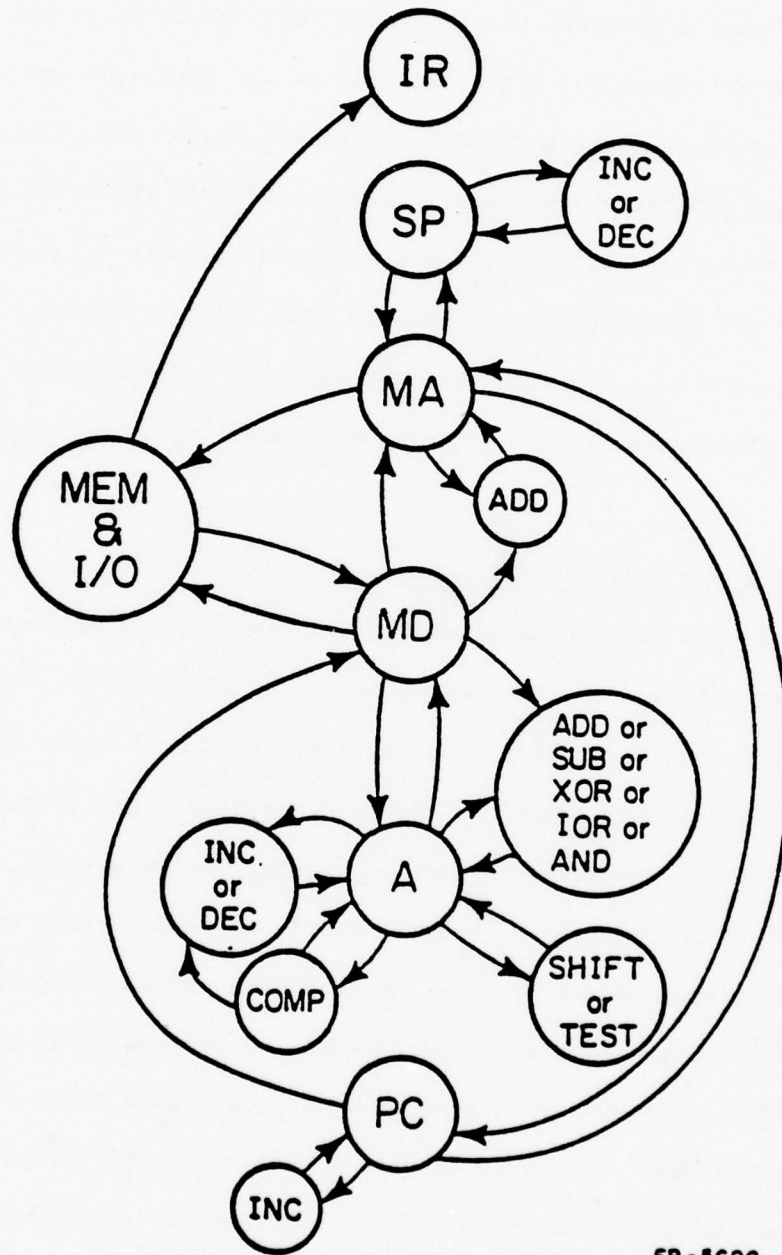 IR
SP
INC
or
DEC
MA
MEM
&
I/O
ADD
MD
ADD or
SUB or
XOR or
IOR or
AND
INC
or
DEC
A
COMP
SHIFT
or
TEST
PC
INC